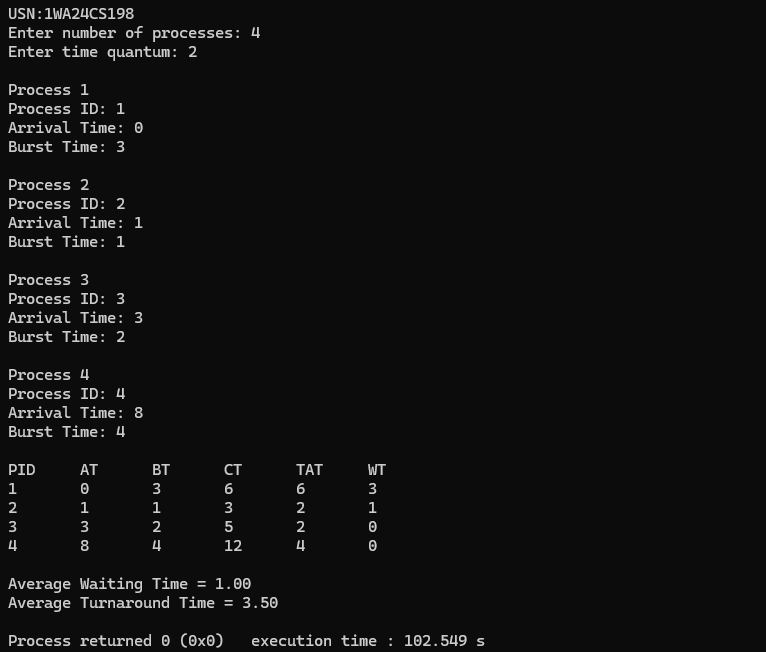 USN:1WA24CS198
Enter number of processes: 4
Enter time quantum: 2
Process 1
Process ID: 1
Arrival Time: 0
Burst Time: 3
Process 2
Process ID: 2
Arrival Time: 1
Burst Time: 1
Process 3
Process ID: 3
Arrival Time: 3
Burst Time: 2
Process 4
Process ID: 4
Arrival Time: 8
Burst Time: 4
PID AT BT CT TAT WT
1 0 3 6 6 3
2 1 1 3 2 1
3 3 2 5 2 0
4 8 4 12 4 0
Average Waiting Time = 1.00
Average Turnaround Time = 3.50
Process returned 0 (0x0) execution time : 102.549 s